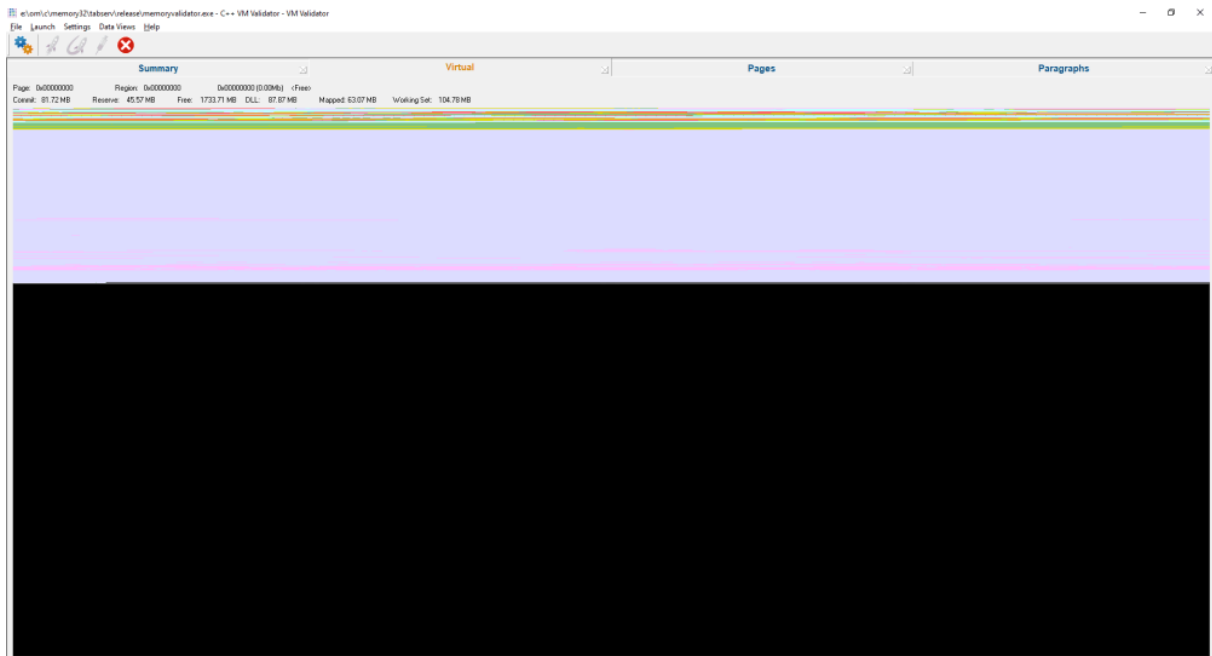 e:\om\c\memory32\tabserv\release\memoryvalidator.exe - C++ VM Validator - VM Validator
File Launch Settings Data Views Help
Summary Virtual Pages Paragraphs
Page: 0x00000000 Region: 0x00000000 0x00000000 (0.00Mb) <Free>
Commit: 81.72 MB Reserve: 45.57 MB Free: 1733.71 MB DLL: 87.87 MB Mapped: 63.07 MB Working Set: 104.78 MB